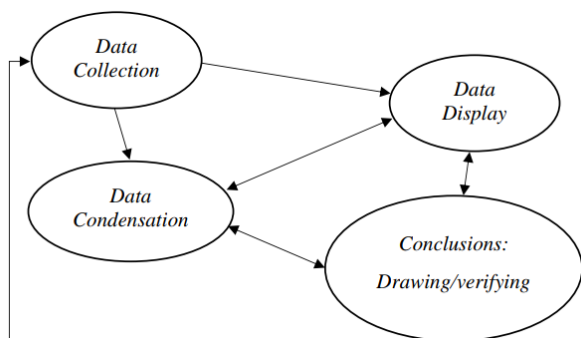 Data
Collection
Data
Display
Data
Condensation
Conclusions:
Drawing/verifying